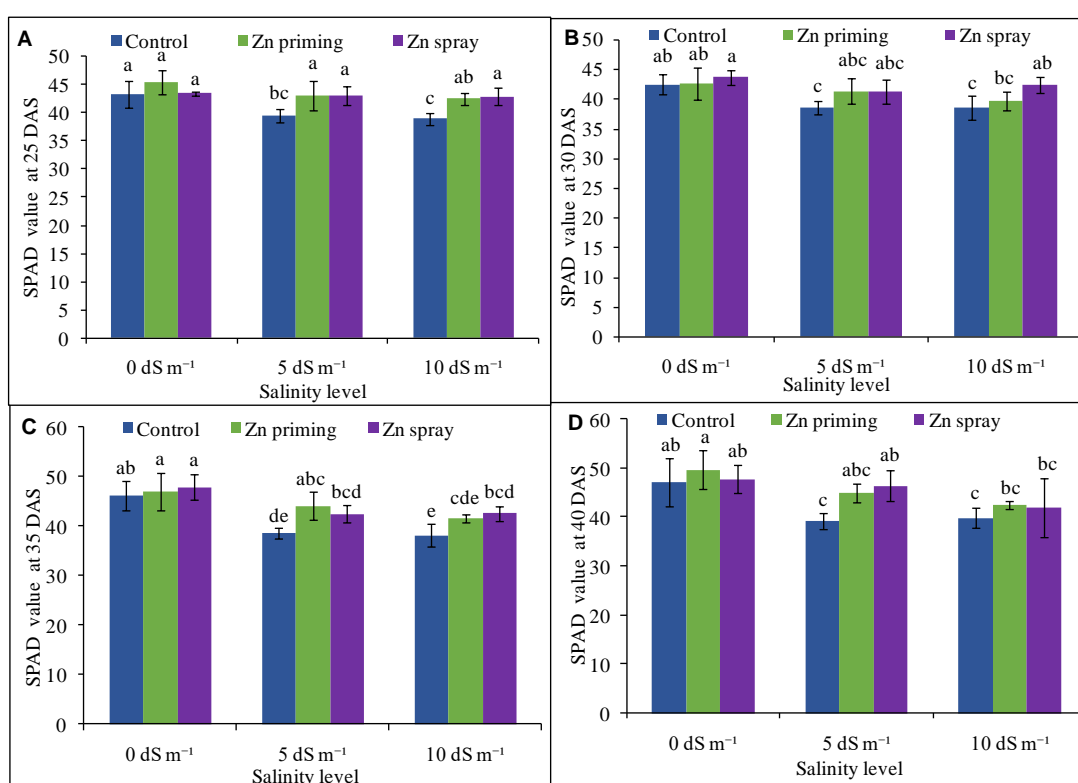 A
Control Zn priming Zn spray
SPAD value at 25 DAS
50
45
40
35
30
25
20
15
10
5
0
a a a
bc a a
c ab a
0 dS m⁻¹ 5 dS m⁻¹ 10 dS m⁻¹
Salinity level
B
Control Zn priming Zn spray
SPAD value at 30 DAS
50
45
40
35
30
25
20
15
10
5
0
ab ab a
c abc abc
c bc ab
0 dS m⁻¹ 5 dS m⁻¹ 10 dS m⁻¹
Salinity level
C
Control Zn priming Zn spray
SPAD value at 35 DAS
60
50
40
30
20
10
0
ab a a
de abc bcd
e cde bcd
0 dS m⁻¹ 5 dS m⁻¹ 10 dS m⁻¹
Salinity level
D
Control Zn priming Zn spray
SPAD value at 40 DAS
60
50
40
30
20
10
0
ab a ab
c abc ab
c bc bc
0 dS m⁻¹ 5 dS m⁻¹ 10 dS m⁻¹
Salinity level